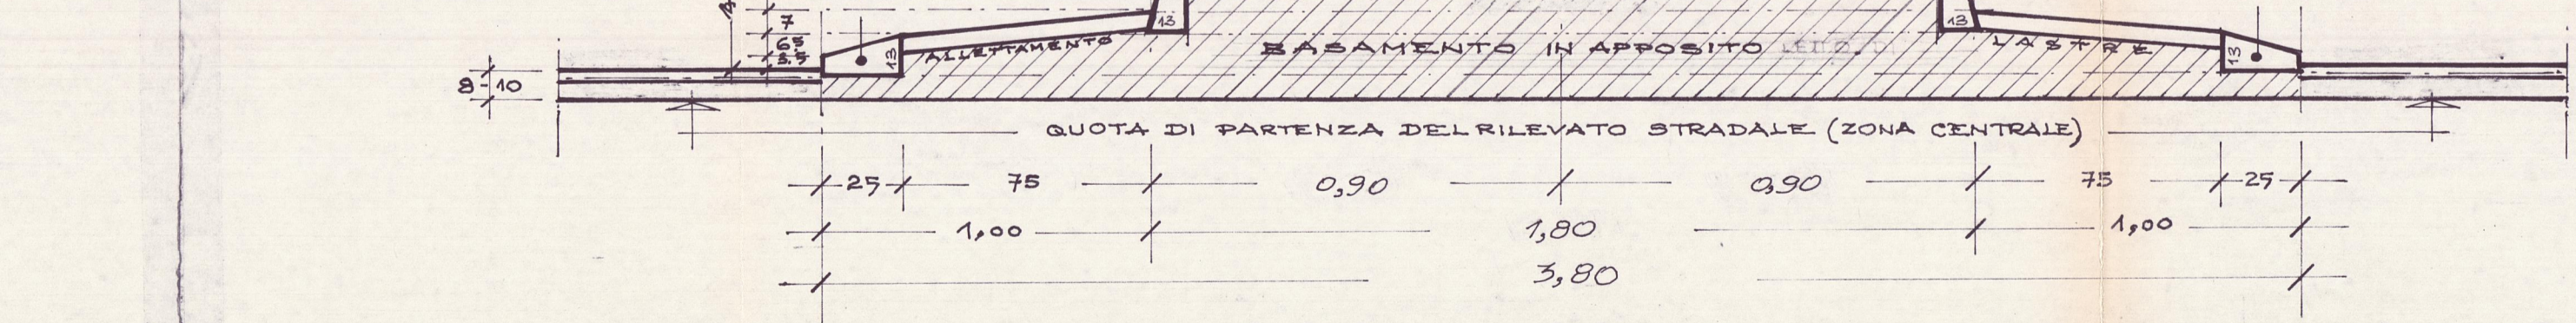 7
13
13
6.5
3.5
13
ALLETTAMENTO
BASAMENTO IN APPOSITO
LASTRE
13
8 10
QUOTA DI PARTENZA DEL RILEVATO STRADALE (ZONA CENTRALE)
25 75 0,90 0,90 75 25
1,00 1,80 1,00
3,80